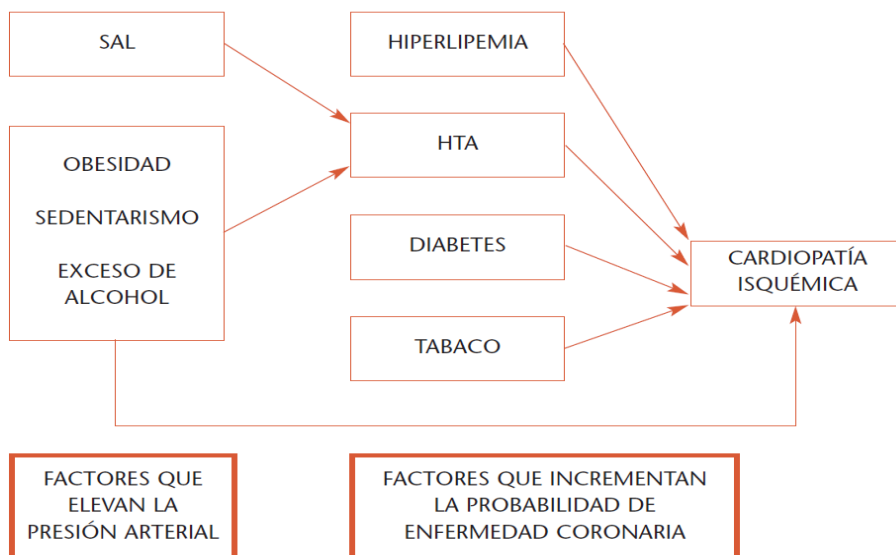 SAL
OBESIDAD
SEDENTARISMO
EXCESO DE
ALCOHOL
HIPERLIPEMIA
HTA
DIABETES
TABACO
CARDIOPATÍA
ISQUÉMICA
FACTORES QUE
ELEVAN LA
PRESIÓN ARTERIAL
FACTORES QUE INCREMENTAN
LA PROBABILIDAD DE
ENFERMEDAD CORONARIA